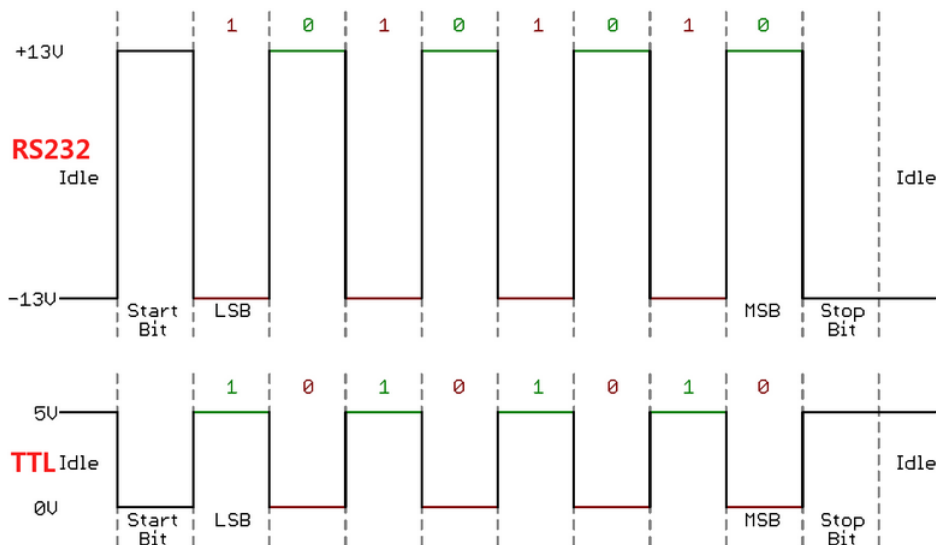 1 0 1 0 1 0 1 0
+13V
RS232
Idle Idle
-13V
Start LSB MSB Stop
Bit Bit
1 0 1 0 1 0 1 0
5V
TTL Idle Idle
0V
Start LSB MSB Stop
Bit Bit